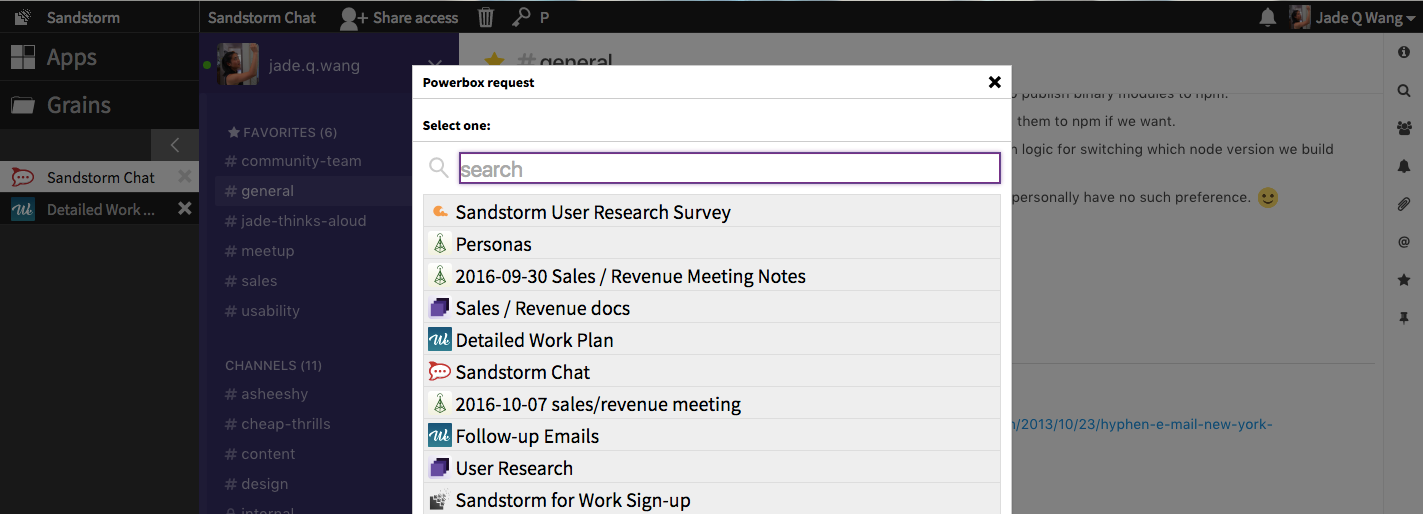 Sandstorm
Sandstorm Chat
Share access
P
Jade Q Wang
Apps
Grains
Sandstorm Chat
Detailed Work ...
jade.q.wang
FAVORITES (6)
# community-team
# general
# jade-thinks-aloud
# meetup
# sales
# usability
CHANNELS (11)
# asheeshy
# cheap-thrills
# content
# design
internal
# general
publish binary modules to npm.
them to npm if we want.
logic for switching which node version we build
personally have no such preference.
/2013/10/23/hyphen-e-mail-new-york-
Powerbox request
Select one:
search
Sandstorm User Research Survey
Personas
2016-09-30 Sales / Revenue Meeting Notes
Sales / Revenue docs
Detailed Work Plan
Sandstorm Chat
2016-10-07 sales/revenue meeting
Follow-up Emails
User Research
Sandstorm for Work Sign-up